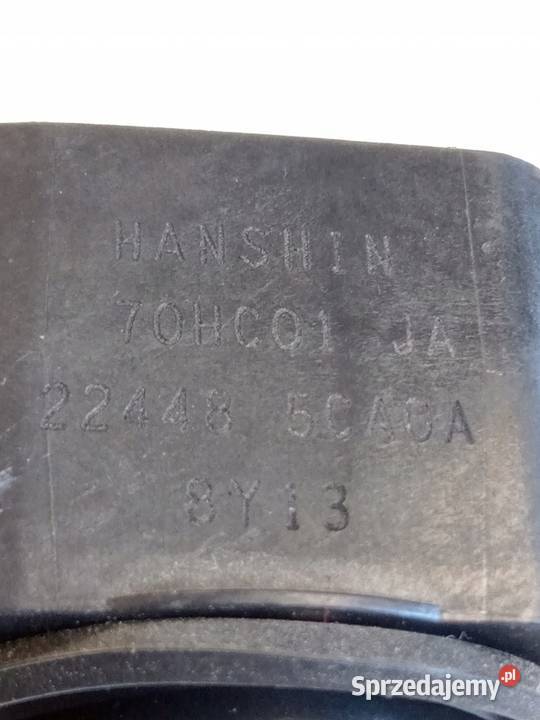 HANSHIN
70HC01 JA
22448 5CA0A
8Y13
Sprzedajemy.pl